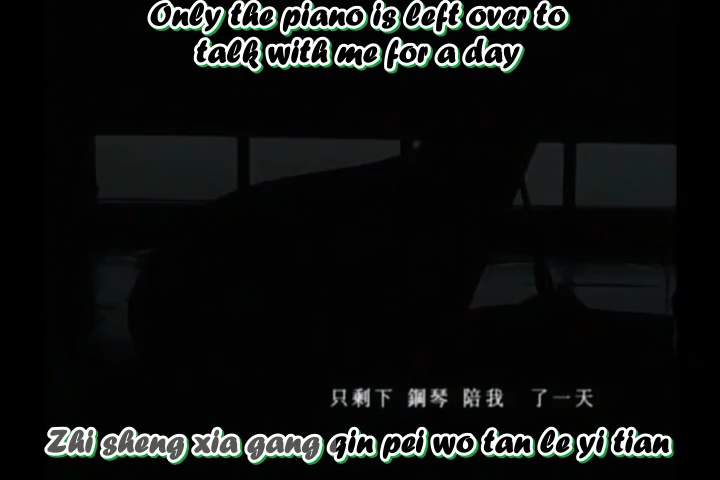 Only the piano is left over to
talk with me for a day
只剩下 鋼琴 陪我 了一天
Zhi sheng xia gang qin pei wo tan le yi tian